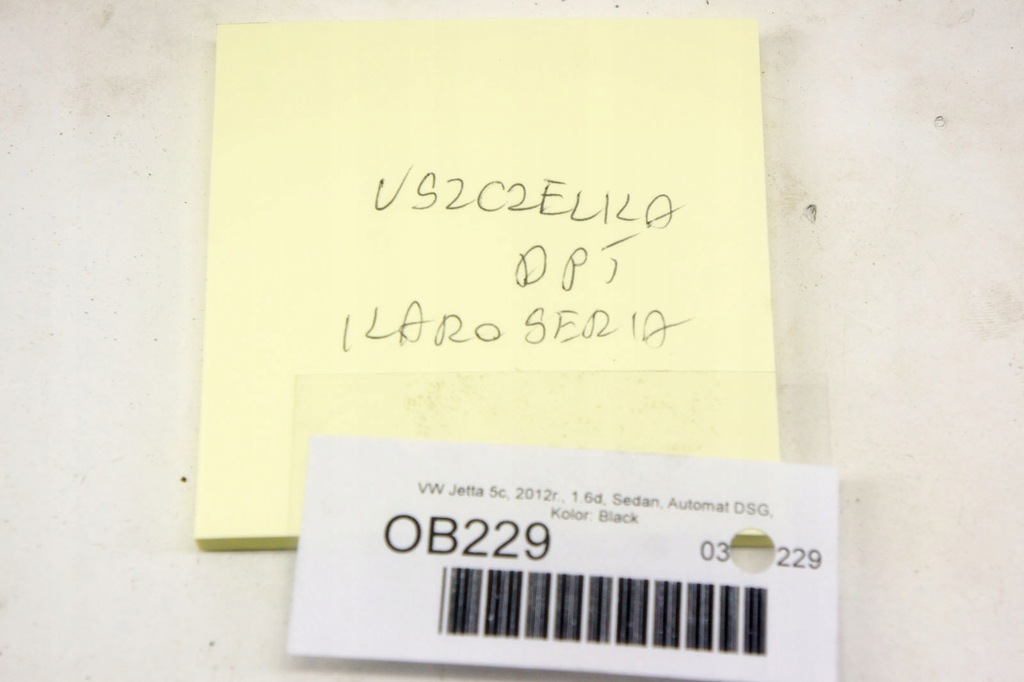 USZCZELKA
DPT
KAROSERIA
VW Jetta 5c, 2012r., 1.6d, Sedan, Automat DSG,
Kolor: Black
OB229
03 229